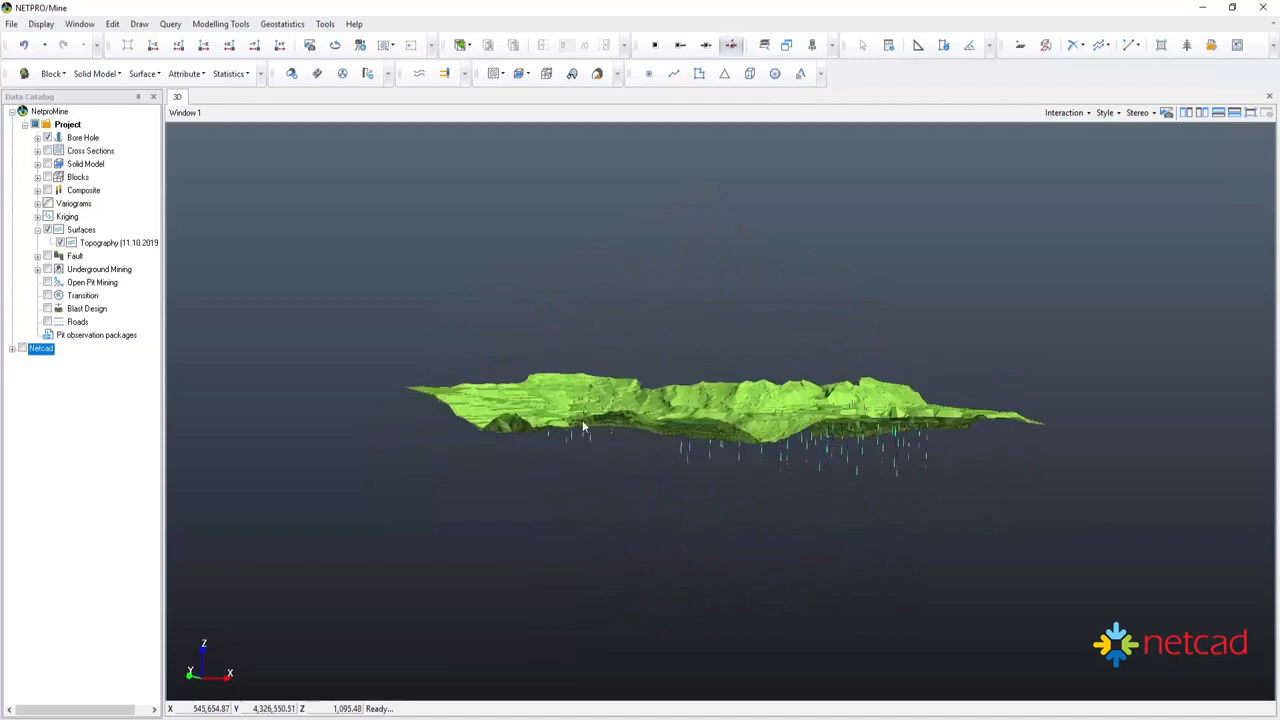 NETPRO/Mine
File Display Window Edit Draw Query Modelling Tools Geostatistics Tools Help
Block Solid Model Surface Attribute Statistics
Data Catalog
3D
Window 1
Interaction Style Stereo
NetproMine
Project
Bore Hole
Cross Sections
Solid Model
Blocks
Composite
Variograms
Kriging
Surfaces
Topography (11.10.2019
Fault
Underground Mining
Open Pit Mining
Transition
Blast Design
Roads
Pit observation packages
Netcad
Z
Y
X
netcad
X 545,654.87 Y 4,326,550.51 Z 1,095.48 Ready...